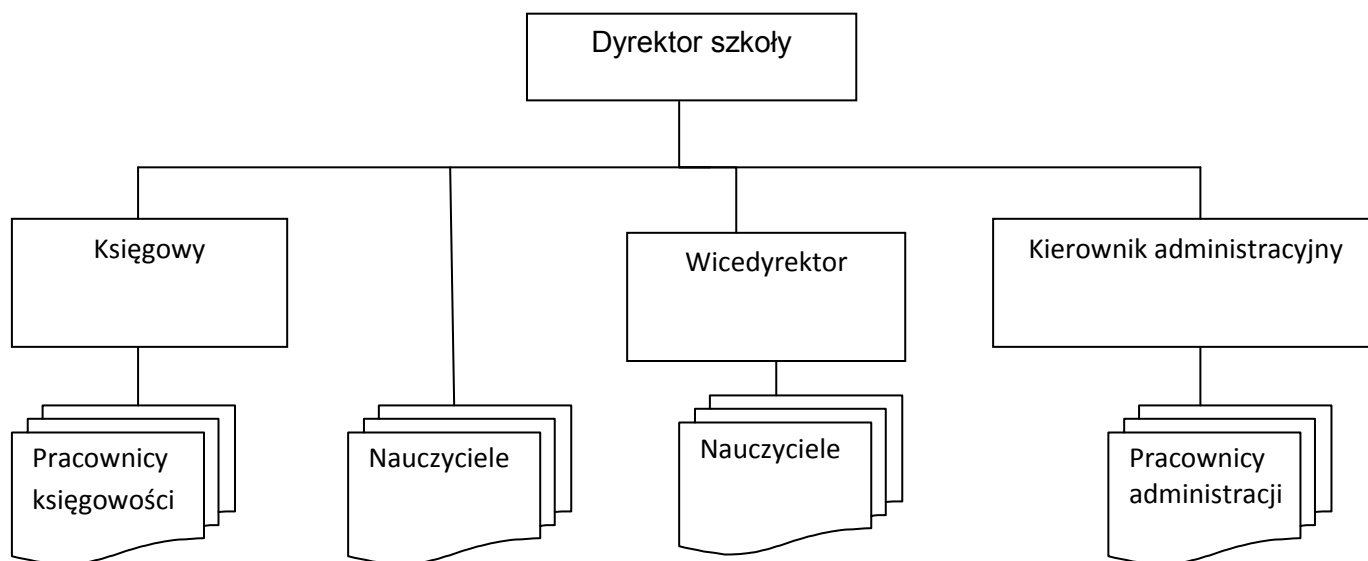 Dyrektor szkoły
Księgowy
Wicedyrektor
Kierownik administracyjny
Pracownicy
księgowości
Nauczyciele
Nauczyciele
Pracownicy
administracji